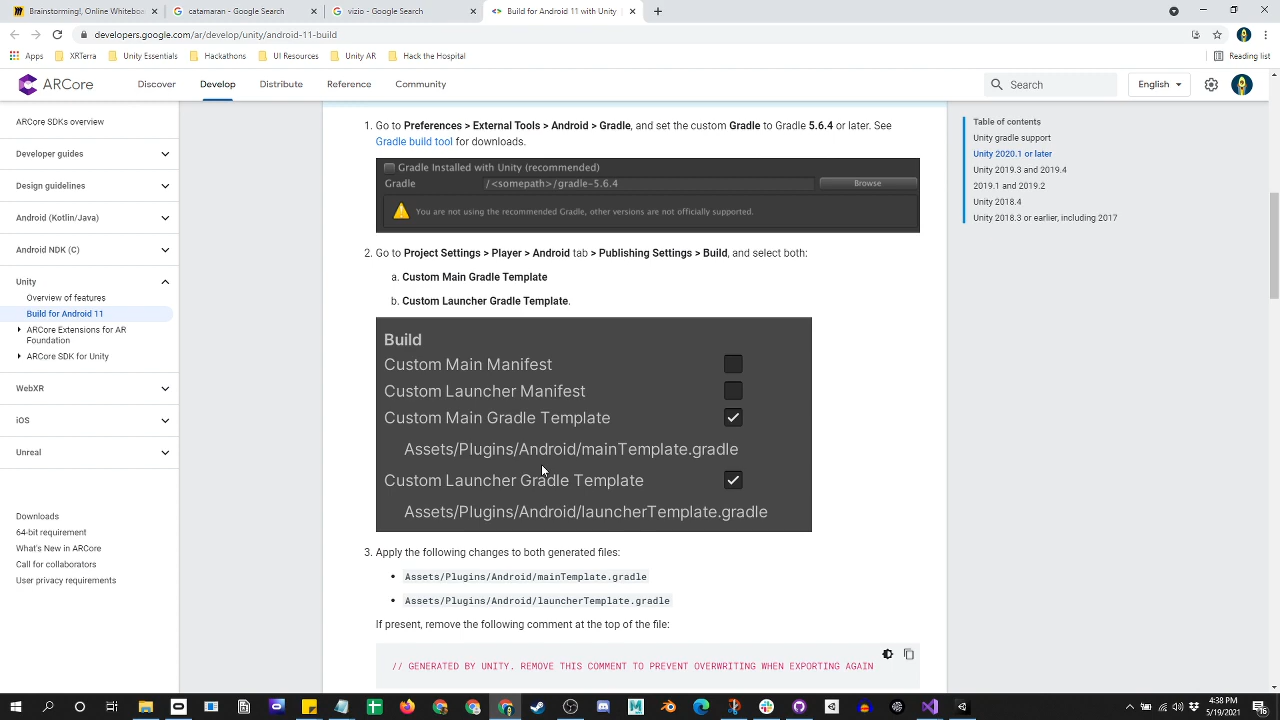 Brainstorming!, Online Whitebo
catamaran - Google Search
vizio - Google Search
Build Unity with for Unity with
developers.google.com/ar/develop/unity/android-11-build
Apps
XRTerra
Unity Essentials
Hackathons
UI Resources
Unity AR
Hack the Hospital
Reading list
ARCore
Discover
Develop
Distribute
Reference
Community
Search
English
ARCore SDKs overview
Developer guides
Design guidelines
Android (Kotlin/Java)
Android NDK (C)
Unity
Overview of features
Build for Android 11
ARCore Extensions for AR
Foundation
ARCore SDK for Unity
WebXR
iOS
Unreal
Downloads
64-bit requirement
What's New in ARCore
Call for collaborators
User privacy requirements
1. Go to Preferences > External Tools > Android > Gradle, and set the custom Gradle to Gradle 5.6.4 or later. See
Gradle build tool for downloads.
Gradle Installed with Unity (recommended)
Gradle /<somepath>/gradle-5.6.4 Browse
You are not using the recommended Gradle, other versions are not officially supported.
2. Go to Project Settings > Player > Android tab > Publishing Settings > Build, and select both:
a. Custom Main Gradle Template
b. Custom Launcher Gradle Template.
Build
Custom Main Manifest
Custom Launcher Manifest
Custom Main Gradle Template
Assets/Plugins/Android/mainTemplate.gradle
Custom Launcher Gradle Template
Assets/Plugins/Android/launcherTemplate.gradle
3. Apply the following changes to both generated files:
• Assets/Plugins/Android/mainTemplate.gradle
• Assets/Plugins/Android/launcherTemplate.gradle
If present, remove the following comment at the top of the file:
// GENERATED BY UNITY. REMOVE THIS COMMENT TO PREVENT OVERWRITING WHEN EXPORTING AGAIN
Table of contents
Unity gradle support
Unity 2020.1 or later
Unity 2019.3 and 2019.4
2019.1 and 2019.2
Unity 2018.4
Unity 2018.3 or earlier, including 2017
4:38 PM
5/19/2021